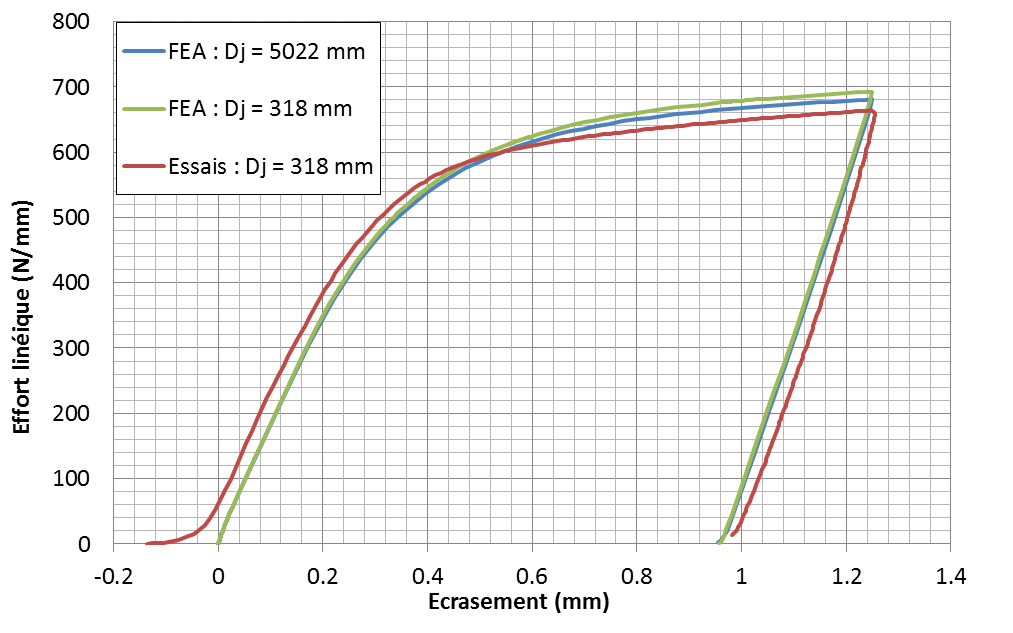 800
700
600
500
400
300
200
100
0
Effort linéique (N/mm)
FEA : Dj = 5022 mm
FEA : Dj = 318 mm
Essais : Dj = 318 mm
-0.2 0 0.2 0.4 0.6 0.8 1 1.2 1.4
Ecrasement (mm)